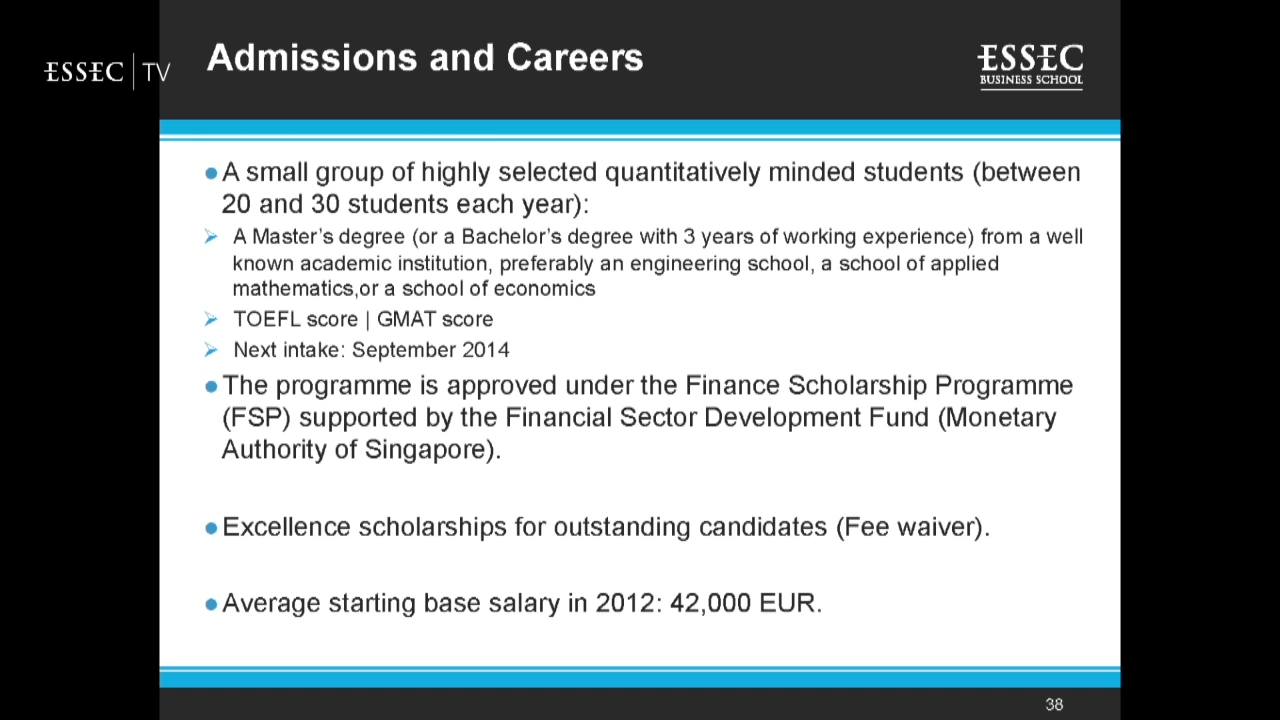 Admissions and Careers
ESSEC | TV
ESSEC
BUSINESS SCHOOL
● A small group of highly selected quantitatively minded students (between
20 and 30 students each year):
➢ A Master’s degree (or a Bachelor’s degree with 3 years of working experience) from a well
known academic institution, preferably an engineering school, a school of applied
mathematics,or a school of economics
➢ TOEFL score | GMAT score
➢ Next intake: September 2014
● The programme is approved under the Finance Scholarship Programme
(FSP) supported by the Financial Sector Development Fund (Monetary
Authority of Singapore).
● Excellence scholarships for outstanding candidates (Fee waiver).
● Average starting base salary in 2012: 42,000 EUR.
38